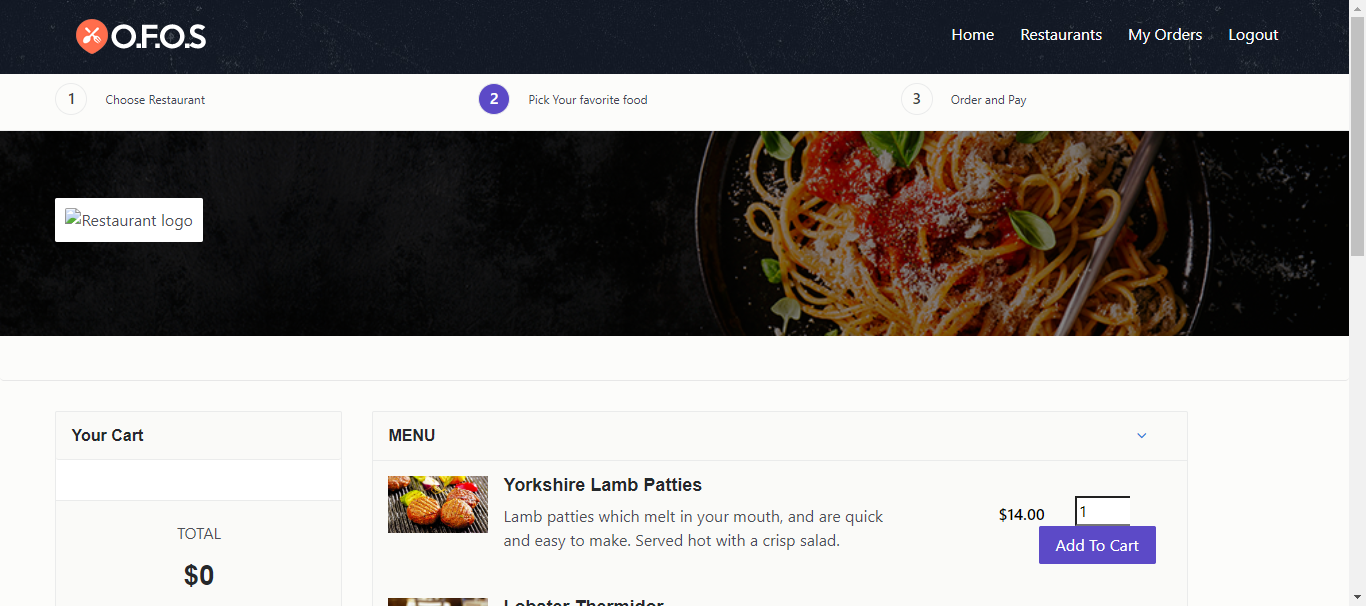 O.F.O.S
Home Restaurants My Orders Logout
1 Choose Restaurant 2 Pick Your favorite food 3 Order and Pay
Restaurant logo
Your Cart
MENU
Yorkshire Lamb Patties
Lamb patties which melt in your mouth, and are quick
and easy to make. Served hot with a crisp salad.
$14.00 1
Add To Cart
TOTAL
$0
Lobster Thermidor